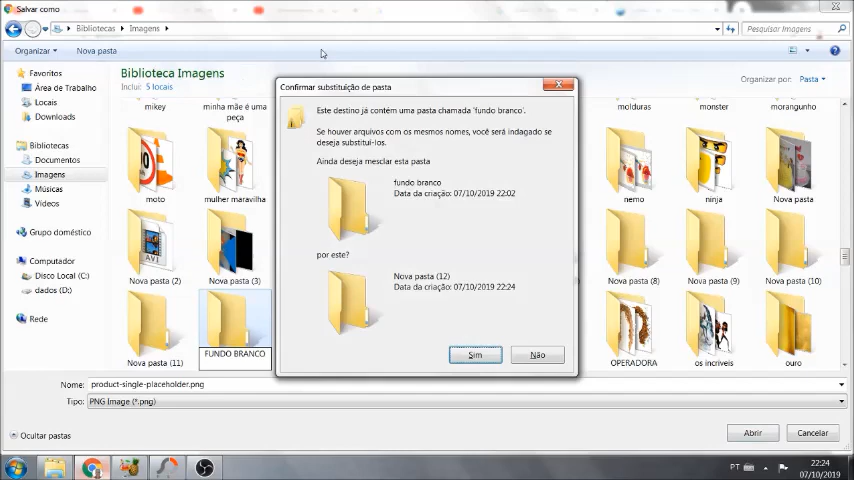 Salvar como
Bibliotecas
Imagens
Pesquisar Imagens
Organizar
Nova pasta
Favoritos
Área de Trabalho
Locais
Downloads
Bibliotecas
Documentos
Imagens
Músicas
Vídeos
Grupo doméstico
Computador
Disco Local (C:)
dados (D:)
Rede
Biblioteca Imagens
Inclui: 5 locais
Organizar por: Pasta
mikey
minha mãe é uma
peça
molduras
monster
moranguinho
moto
mulher maravilha
nemo
ninja
Nova pasta
Nova pasta (2)
Nova pasta (3)
Nova pasta (8)
Nova pasta (9)
Nova pasta (10)
Nova pasta (11)
FUNDO BRANCO
OPERADORA
os incríveis
ouro
Confirmar substituição de pasta
Este destino já contém uma pasta chamada 'fundo branco'.
Se houver arquivos com os mesmos nomes, você será indagado se
deseja substituí-los.
Ainda deseja mesclar esta pasta
fundo branco
Data da criação: 07/10/2019 22:02
por este?
Nova pasta (12)
Data da criação: 07/10/2019 22:24
Sim
Não
Nome: product-single-placeholder.png
Tipo: PNG Image (*.png)
Ocultar pastas
Abrir
Cancelar
AVI
PT
22:24
07/10/2019